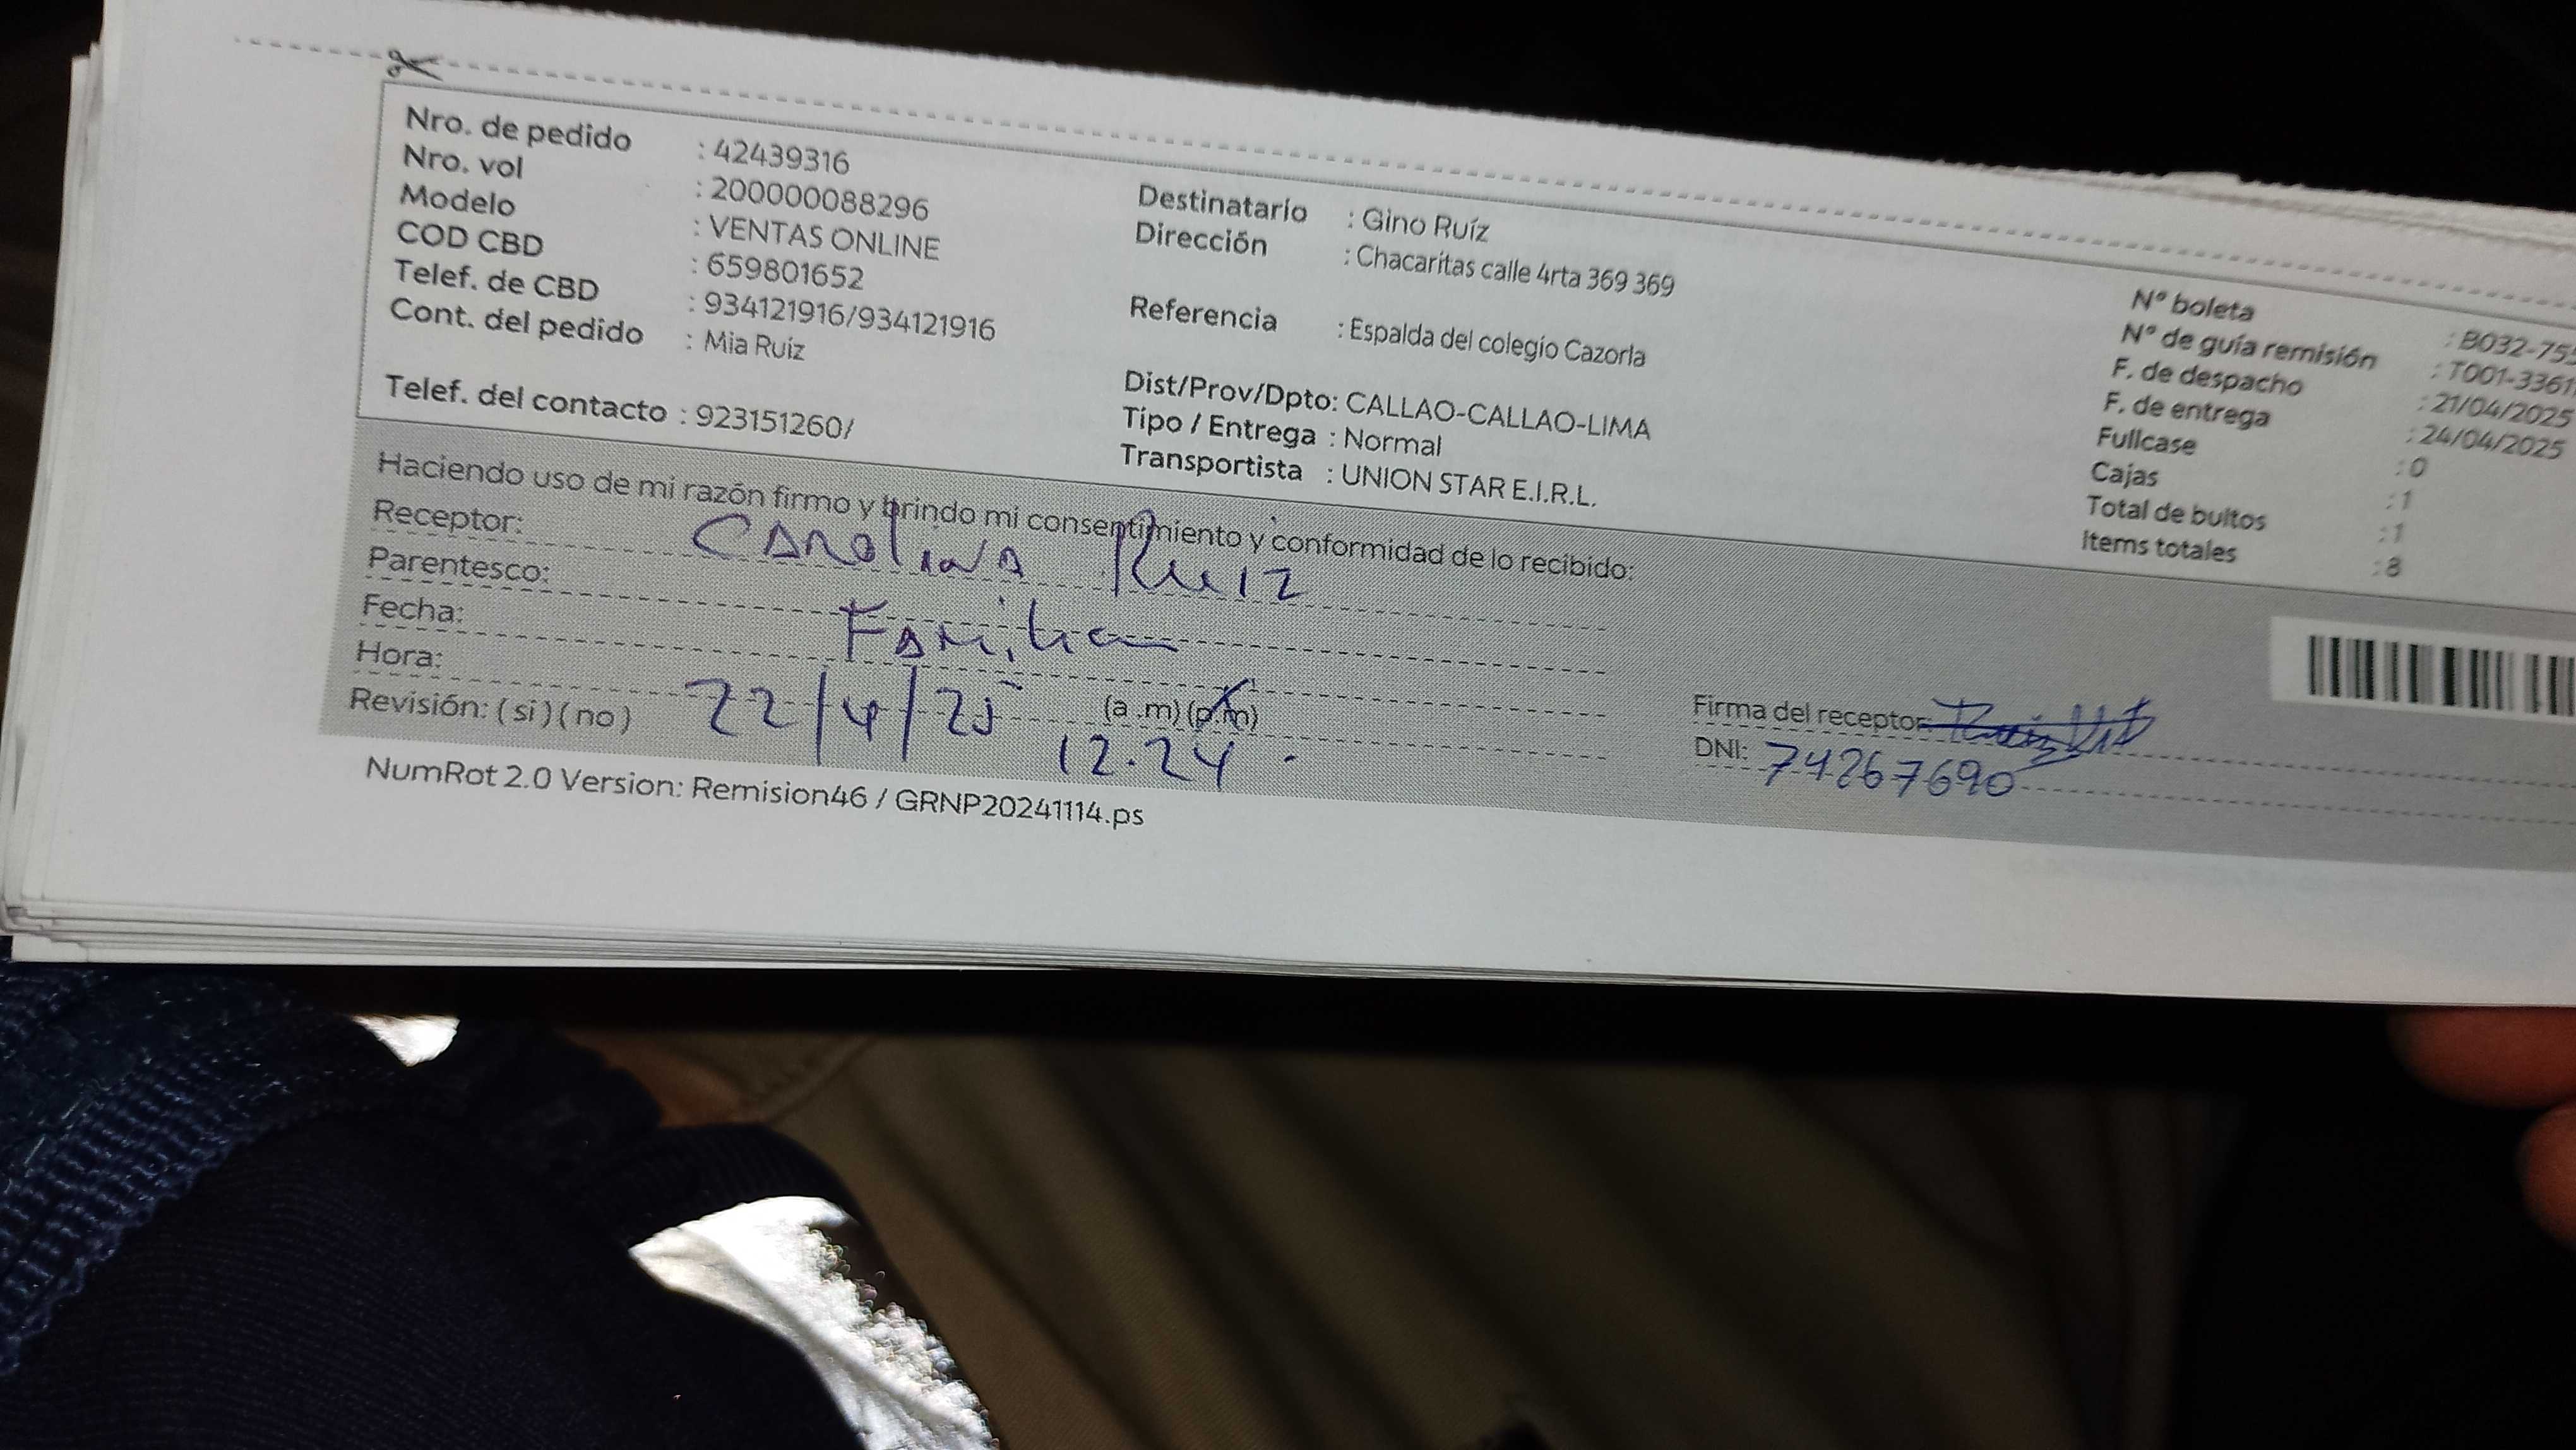 Nro. de pedido : 42439316
Nro. vol : 200000088296
Modelo : VENTAS ONLINE
COD CBD : 659801652
Telef. de CBD : 934121916/934121916
Cont. del pedido : Mia Ruíz
Telef. del contacto : 923151260/
Destinatario : Gino Ruíz
Dirección : Chacaritas calle 4rta 369 369
Referencia : Espalda del colegio Cazorla
Dist/Prov/Dpto: CALLAO-CALLAO-LIMA
Tipo / Entrega : Normal
Transportista : UNION STAR E.I.R.L.
N° boleta : B032-755
N° de guía remisión : T001-3361
F. de despacho : 21/04/2025
F. de entrega : 24/04/2025
Fullcase : 0
Cajas : 1
Total de bultos : 1
Items totales : 8
Haciendo uso de mi razón firmo y brindo mi consentimiento y conformidad de lo recibido:
Receptor: Carolina Ruiz
Parentesco: Familiar
Fecha: 22/4/25
Hora: 12.24 (a .m) (p.m)
Revisión: ( si ) ( no )
Firma del receptor:
DNI: 74267690
NumRot 2.0 Version: Remision46 / GRNP20241114.ps